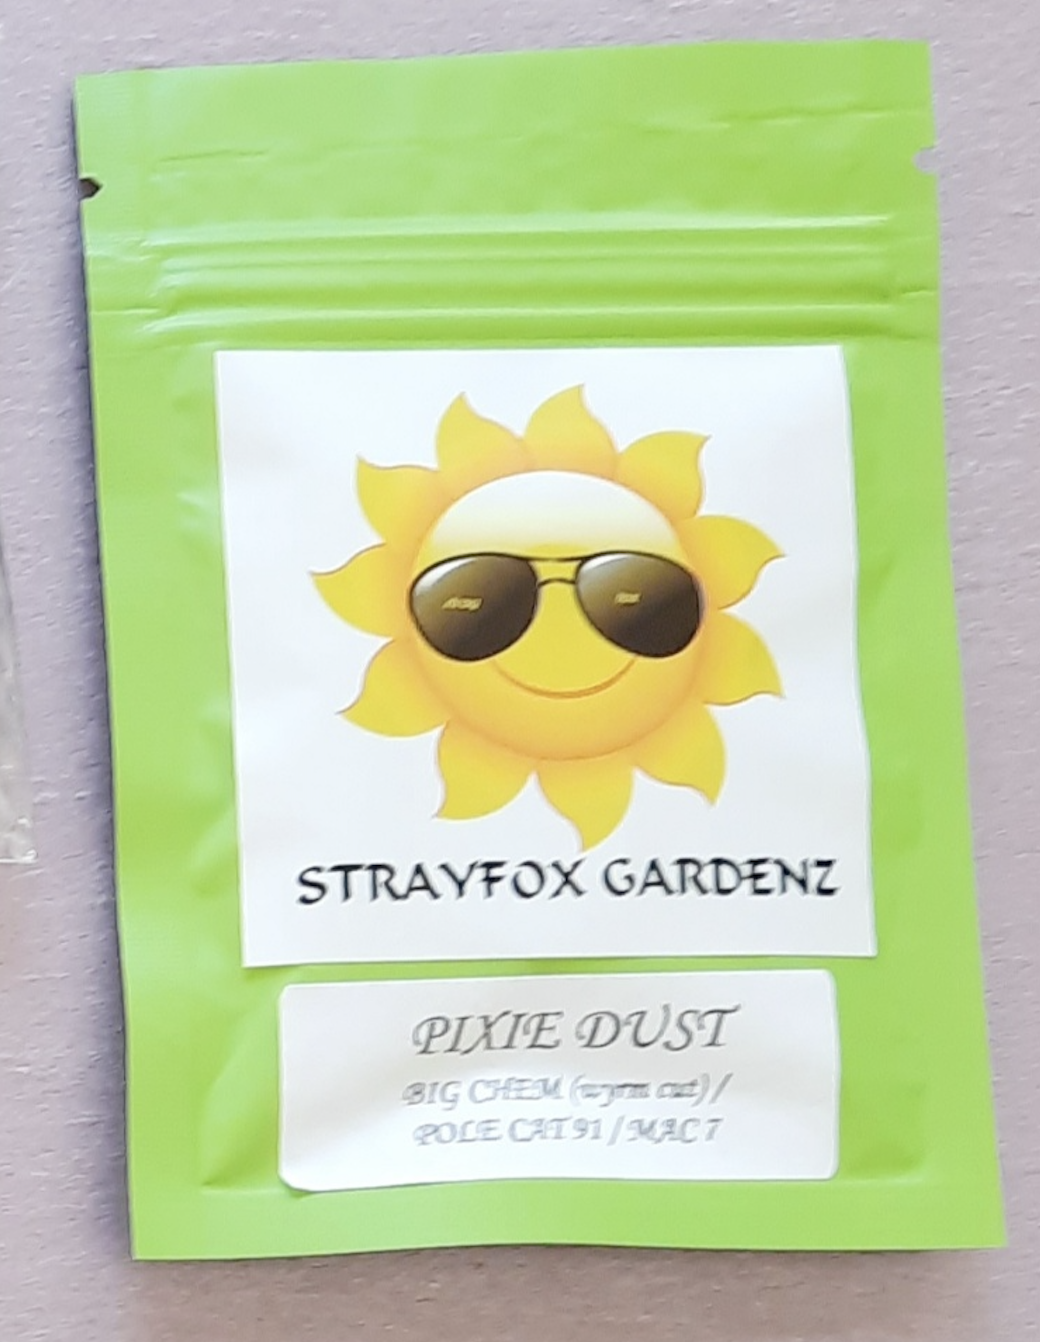 STRAYFOX GARDENZ
PIXIE DUST
BIG CHEM (wyrm cut) /
POLE CAT 91 / MAC 7